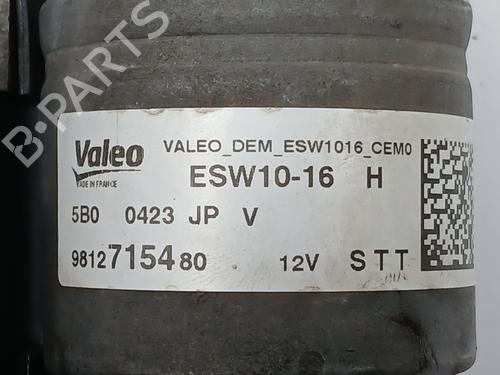 Valeo
MADE IN FRANCE
VALEO_DEM_ESW1016_CEM0
ESW10-16 H
5B0 0423 JP V
9812715480 12V STT
B-PARTS